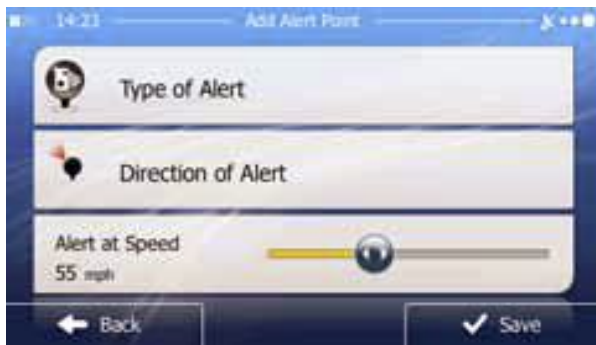 14:23 Add Alert Point
Type of Alert
Direction of Alert
Alert at Speed
55 mph
Back
Save